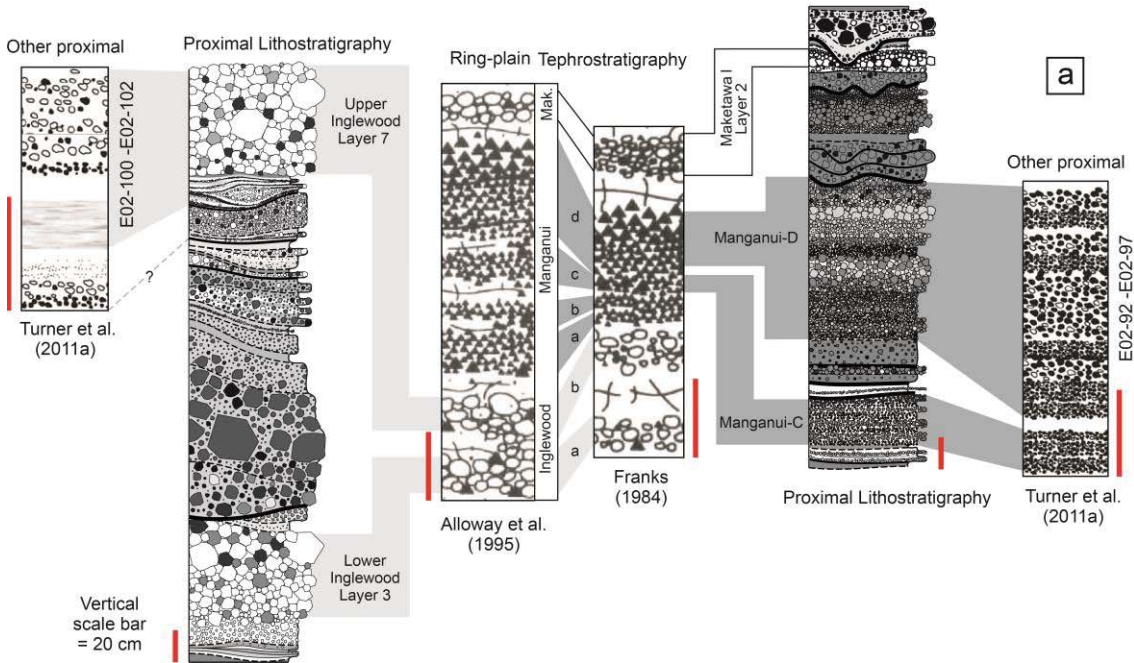 Other proximal
E02-100 -E02-102
?
Turner et al.
(2011a)
Proximal Lithostratigraphy
Upper
Inglewood
Layer 7
Lower
Inglewood
Layer 3
Vertical
scale bar
= 20 cm
Ring-plain Tephrostratigraphy
Mak.
Manganui
Inglewood
d
c
b
a
b
a
Alloway et al.
(1995)
Franks
(1984)
Maketawa I
Layer 2
Manganui-D
Manganui-C
Proximal Lithostratigraphy
a
Other proximal
E02-92 -E02-97
Turner et al.
(2011a)